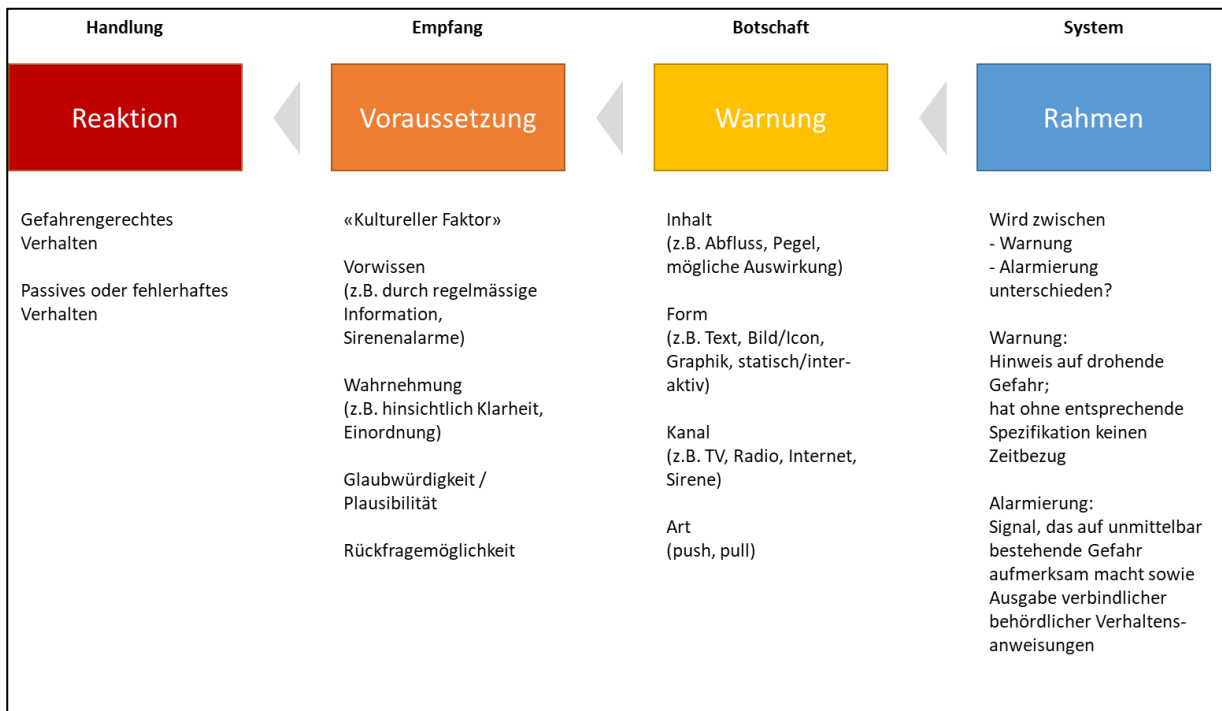 Handlung
Reaktion
Gefahrengerechtes
Verhalten
Passives oder fehlerhaftes
Verhalten
Empfang
Voraussetzung
«Kultureller Faktor»
Vorwissen
(z.B. durch regelmässige
Information,
Sirenenalarme)
Wahrnehmung
(z.B. hinsichtlich Klarheit,
Einordnung)
Glaubwürdigkeit /
Plausibilität
Rückfragemöglichkeit
Botschaft
Warnung
Inhalt
(z.B. Abfluss, Pegel,
mögliche Auswirkung)
Form
(z.B. Text, Bild/Icon,
Graphik, statisch/inter-
aktiv)
Kanal
(z.B. TV, Radio, Internet,
Sirene)
Art
(push, pull)
System
Rahmen
Wird zwischen
- Warnung
- Alarmierung
unterschieden?
Warnung:
Hinweis auf drohende
Gefahr;
hat ohne entsprechende
Spezifikation keinen
Zeitbezug
Alarmierung:
Signal, das auf unmittelbar
bestehende Gefahr
aufmerksam macht sowie
Ausgabe verbindlicher
behördlicher Verhaltens-
anweisungen